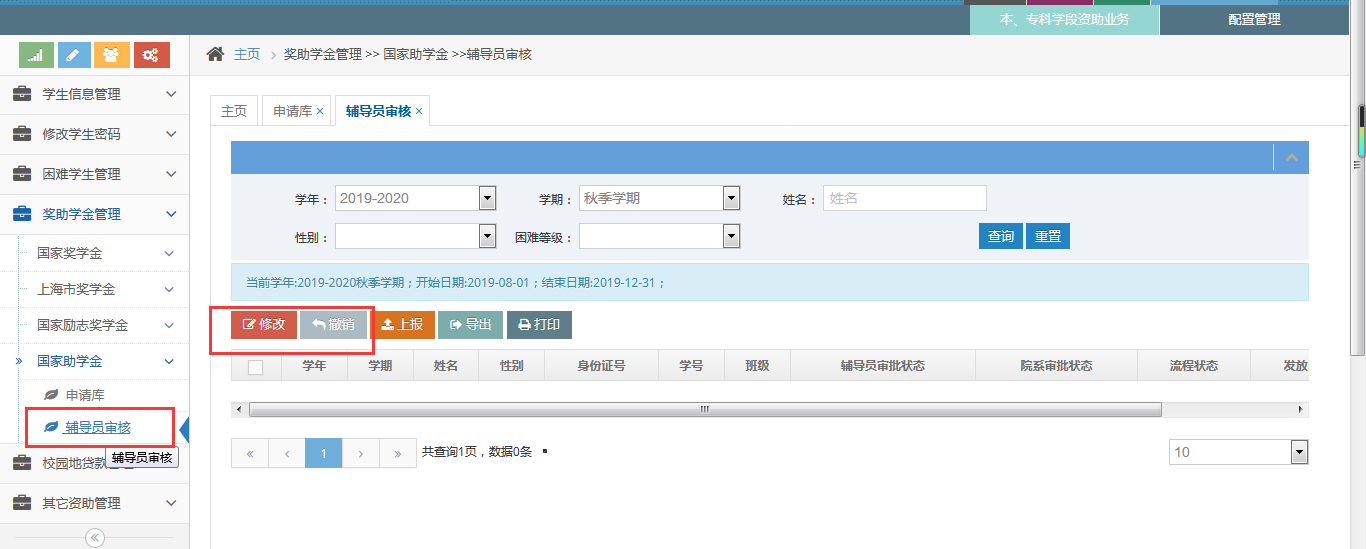 本、专科学段资助业务
配置管理
主页 奖助学金管理 >> 国家助学金 >>辅导员审核
学生信息管理
修改学生密码
困难学生管理
奖助学金管理
国家奖学金
上海市奖学金
国家励志奖学金
国家助学金
申请库
辅导员审核
辅导员审核
校园地贷款
其它资助管理
主页 申请库 × 辅导员审核 ×
学年： 2019-2020 学期： 秋季学期 姓名： 姓名
性别： 困难等级： 查询 重置
当前学年:2019-2020秋季学期；开始日期:2019-08-01；结束日期:2019-12-31；
修改 撤销 上报 导出 打印
学年 学期 姓名 性别 身份证号 学号 班级 辅导员审批状态 院系审批状态 流程状态 发放
« ‹ 1 › » 共查询1页，数据0条 10